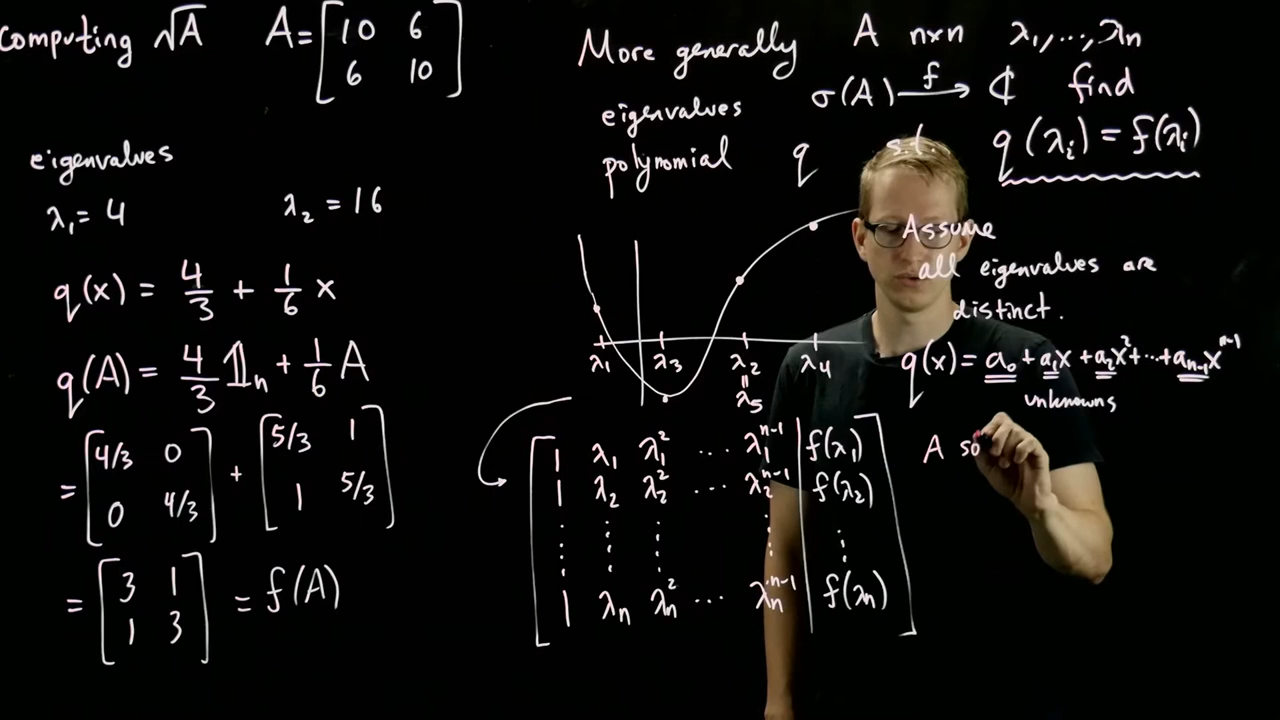 Computing √A   A = [10 6
6 10]
eigenvalues
λ₁ = 4   λ₂ = 16
q(x) = 4/3 + 1/6 x
q(A) = 4/3 𝟙ₙ + 1/6 A
= [4/3 0   + [5/3 1
0 4/3]   1 5/3]
= [3 1   = f(A)
1 3]
More generally   A n×n   λ₁, ..., λₙ
eigenvalues   σ(A) —f→ ₵   find
polynomial q s.t. q(λᵢ) = f(λᵢ)
Assume
all eigenvalues are
distinct.
λ₁ λ₃ λ₂ λ₄
=
λ₅
q(x) = a₀ + a₁x + a₂x² + ⋯ + aₙ₋₁xⁿ⁻¹
unknowns
[1 λ₁ λ₁² ⋯ λ₁ⁿ⁻¹ | f(λ₁)
1 λ₂ λ₂² ⋯ λ₂ⁿ⁻¹ | f(λ₂)
⋮ ⋮ ⋮ ⋮ | ⋮
1 λₙ λₙ² ⋯ λₙⁿ⁻¹ | f(λₙ)]
A so